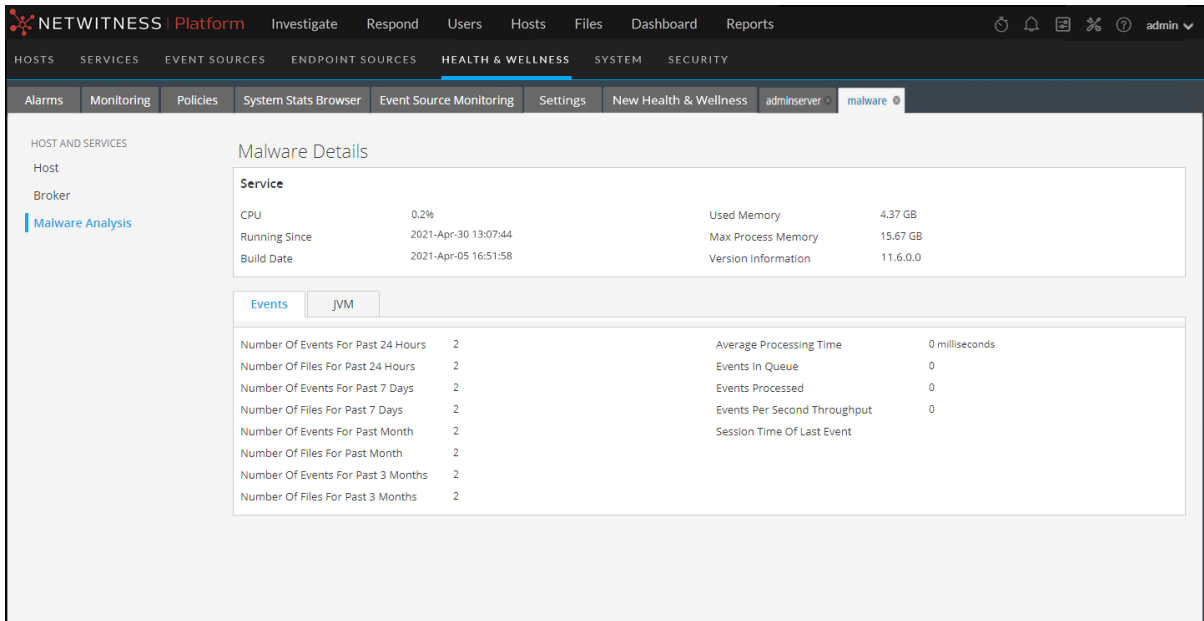 NETWITNESS Platform Investigate Respond Users Hosts Files Dashboard Reports admin
HOSTS SERVICES EVENT SOURCES ENDPOINT SOURCES HEALTH & WELLNESS SYSTEM SECURITY
Alarms Monitoring Policies System Stats Browser Event Source Monitoring Settings New Health & Wellness adminserver malware
HOST AND SERVICES
Host
Broker
Malware Analysis
Malware Details
Service
CPU 0.2% Used Memory 4.37 GB
Running Since 2021-Apr-30 13:07:44 Max Process Memory 15.67 GB
Build Date 2021-Apr-05 16:51:58 Version Information 11.6.0.0
Events JVM
Number Of Events For Past 24 Hours 2 Average Processing Time 0 milliseconds
Number Of Files For Past 24 Hours 2 Events In Queue 0
Number Of Events For Past 7 Days 2 Events Processed 0
Number Of Files For Past 7 Days 2 Events Per Second Throughput 0
Number Of Events For Past Month 2 Session Time Of Last Event
Number Of Files For Past Month 2
Number Of Events For Past 3 Months 2
Number Of Files For Past 3 Months 2